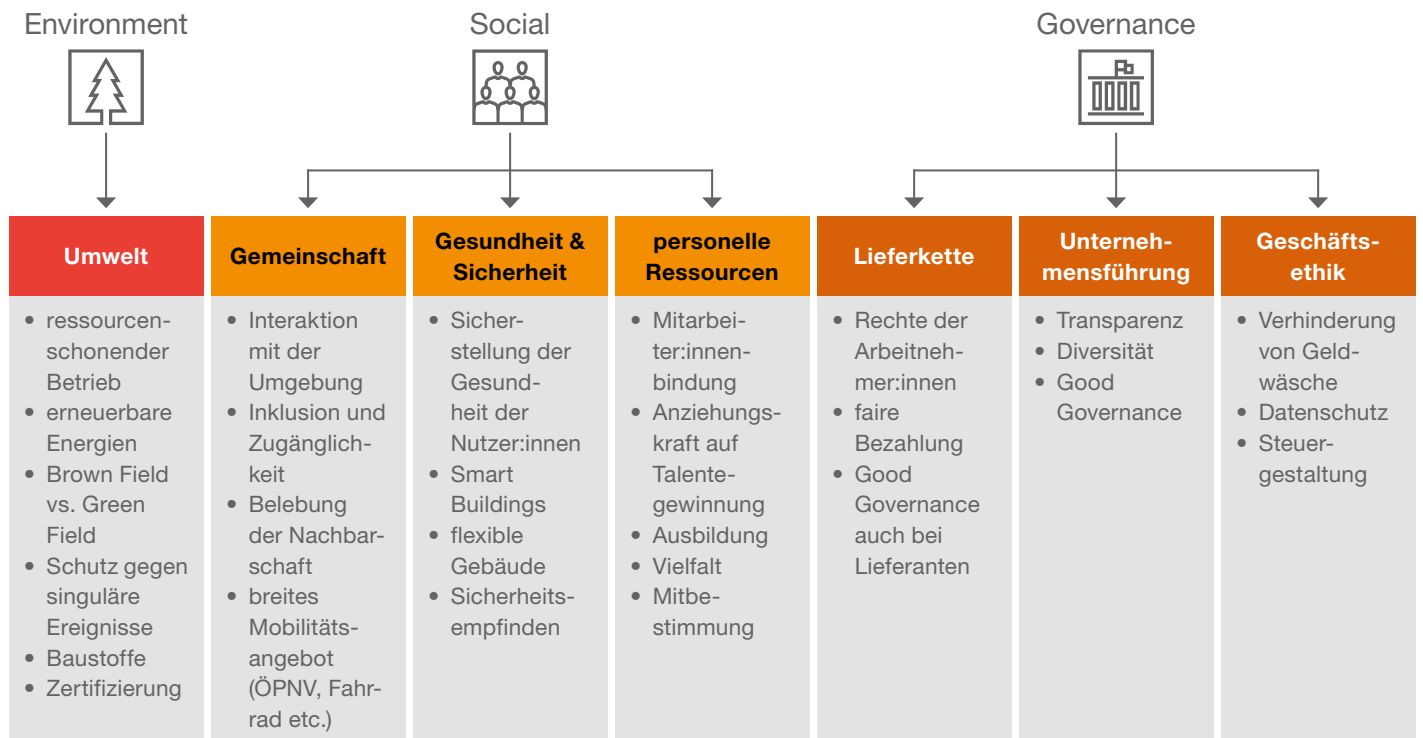 Environment
Social
Governance
Umwelt
ressourcen-
schonender
Betrieb
erneuerbare
Energien
Brown Field
vs. Green
Field
Schutz gegen
singuläre
Ereignisse
Baustoffe
Zertifizierung
Gemeinschaft
Interaktion
mit der
Umgebung
Inklusion und
Zugänglich-
keit
Belebung
der Nachbar-
schaft
breites
Mobilitäts-
angebot
(ÖPNV, Fahr-
rad etc.)
Gesundheit &
Sicherheit
Sicher-
stellung der
Gesund-
heit der
Nutzer:innen
Smart
Buildings
flexible
Gebäude
Sicherheits-
empfinden
personelle
Ressourcen
Mitarbei-
ter:innen-
bindung
Anziehungs-
kraft auf
Talente-
gewinnung
Ausbildung
Vielfalt
Mitbe-
stimmung
Lieferkette
Rechte der
Arbeitneh-
mer:innen
faire
Bezahlung
Good
Governance
auch bei
Lieferanten
Unterneh-
mensführung
Transparenz
Diversität
Good
Governance
Geschäfts-
ethik
Verhinderung
von Geld-
wäsche
Datenschutz
Steuer-
gestaltung